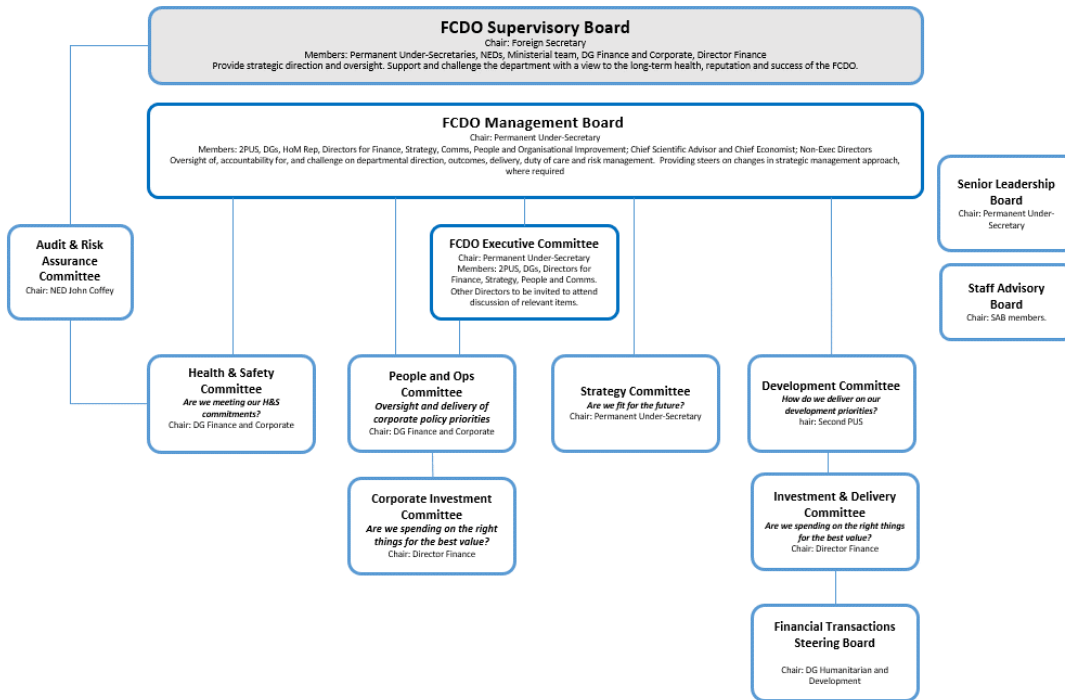 FCDO Supervisory Board
Chair: Foreign Secretary
Members: Permanent Under-Secretaries, NEDs, Ministerial team, DG Finance and Corporate, Director Finance
Provide strategic direction and oversight. Support and challenge the department with a view to the long-term health, reputation and success of the FCDO.
FCDO Management Board
Chair: Permanent Under-Secretary
Members: 2PUS, DGs, HoM Rep, Directors for Finance, Strategy, Comms, People and Organisational Improvement; Chief Scientific Advisor and Chief Economist; Non-Exec Directors
Oversight of, accountability for, and challenge on departmental direction, outcomes, delivery, duty of care and risk management. Providing steers on changes in strategic management approach,
where required
Senior Leadership
Board
Chair: Permanent Under-
Secretary
Audit & Risk
Assurance
Committee
Chair: NED John Coffey
FCDO Executive Committee
Chair: Permanent Under-Secretary
Members: 2PUS, DGs, Directors for
Finance, Strategy, People and Comms.
Other Directors to be invited to attend
discussion of relevant items.
Staff Advisory
Board
Chair: SAB members.
Health & Safety
Committee
Are we meeting our H&S
commitments?
Chair: DG Finance and Corporate
People and Ops
Committee
Oversight and delivery of
corporate policy priorities
Chair: DG Finance and Corporate
Strategy Committee
Are we fit for the future?
Chair: Permanent Under-Secretary
Development Committee
How do we deliver on our
development priorities?
hair: Second PUS
Corporate Investment
Committee
Are we spending on the right
things for the best value?
Chair: Director Finance
Investment & Delivery
Committee
Are we spending on the right things
for the best value?
Chair: Director Finance
Financial Transactions
Steering Board
Chair: DG Humanitarian and
Development